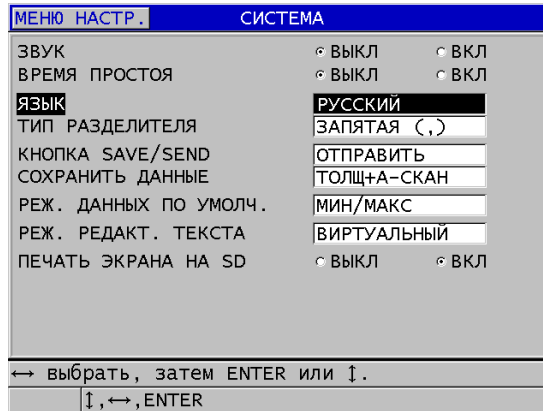 МЕНЮ НАСТР. СИСТЕМА
ЗВУК ВЫКЛ ВКЛ
ВРЕМЯ ПРОСТОЯ ВЫКЛ ВКЛ
ЯЗЫК РУССКИЙ
ТИП РАЗДЕЛИТЕЛЯ ЗАПЯТАЯ (,)
КНОПКА SAVE/SEND ОТПРАВИТЬ
СОХРАНИТЬ ДАННЫЕ ТОЛЩ+А-СКАН
РЕЖ. ДАННЫХ ПО УМОЛЧ. МИН/МАКС
РЕЖ. РЕДАКТ. ТЕКСТА ВИРТУАЛЬНЫЙ
ПЕЧАТЬ ЭКРАНА НА SD ВЫКЛ ВКЛ
↔ выбрать, затем ENTER или ↕.
↕,↔,ENTER